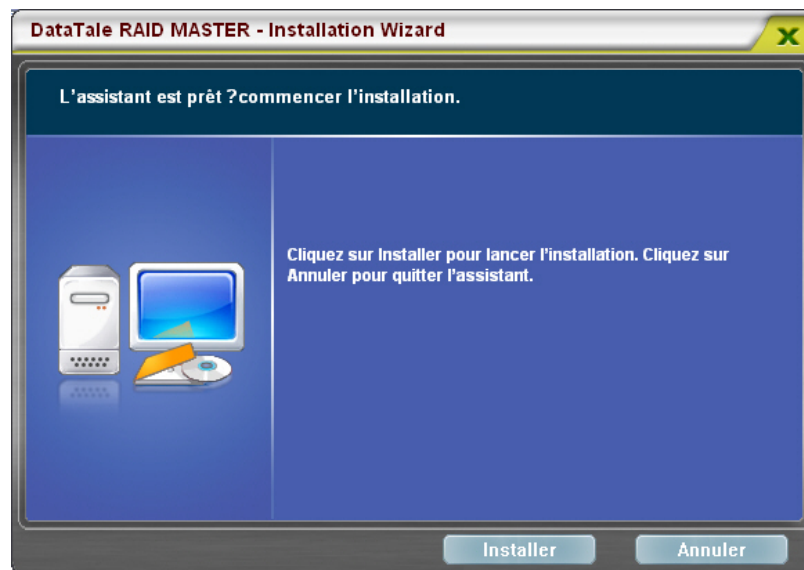 DataTale RAID MASTER - Installation Wizard
L'assistant est prêt ?commencer l'installation.
Cliquez sur Installer pour lancer l'installation. Cliquez sur
Annuler pour quitter l'assistant.
Installer
Annuler